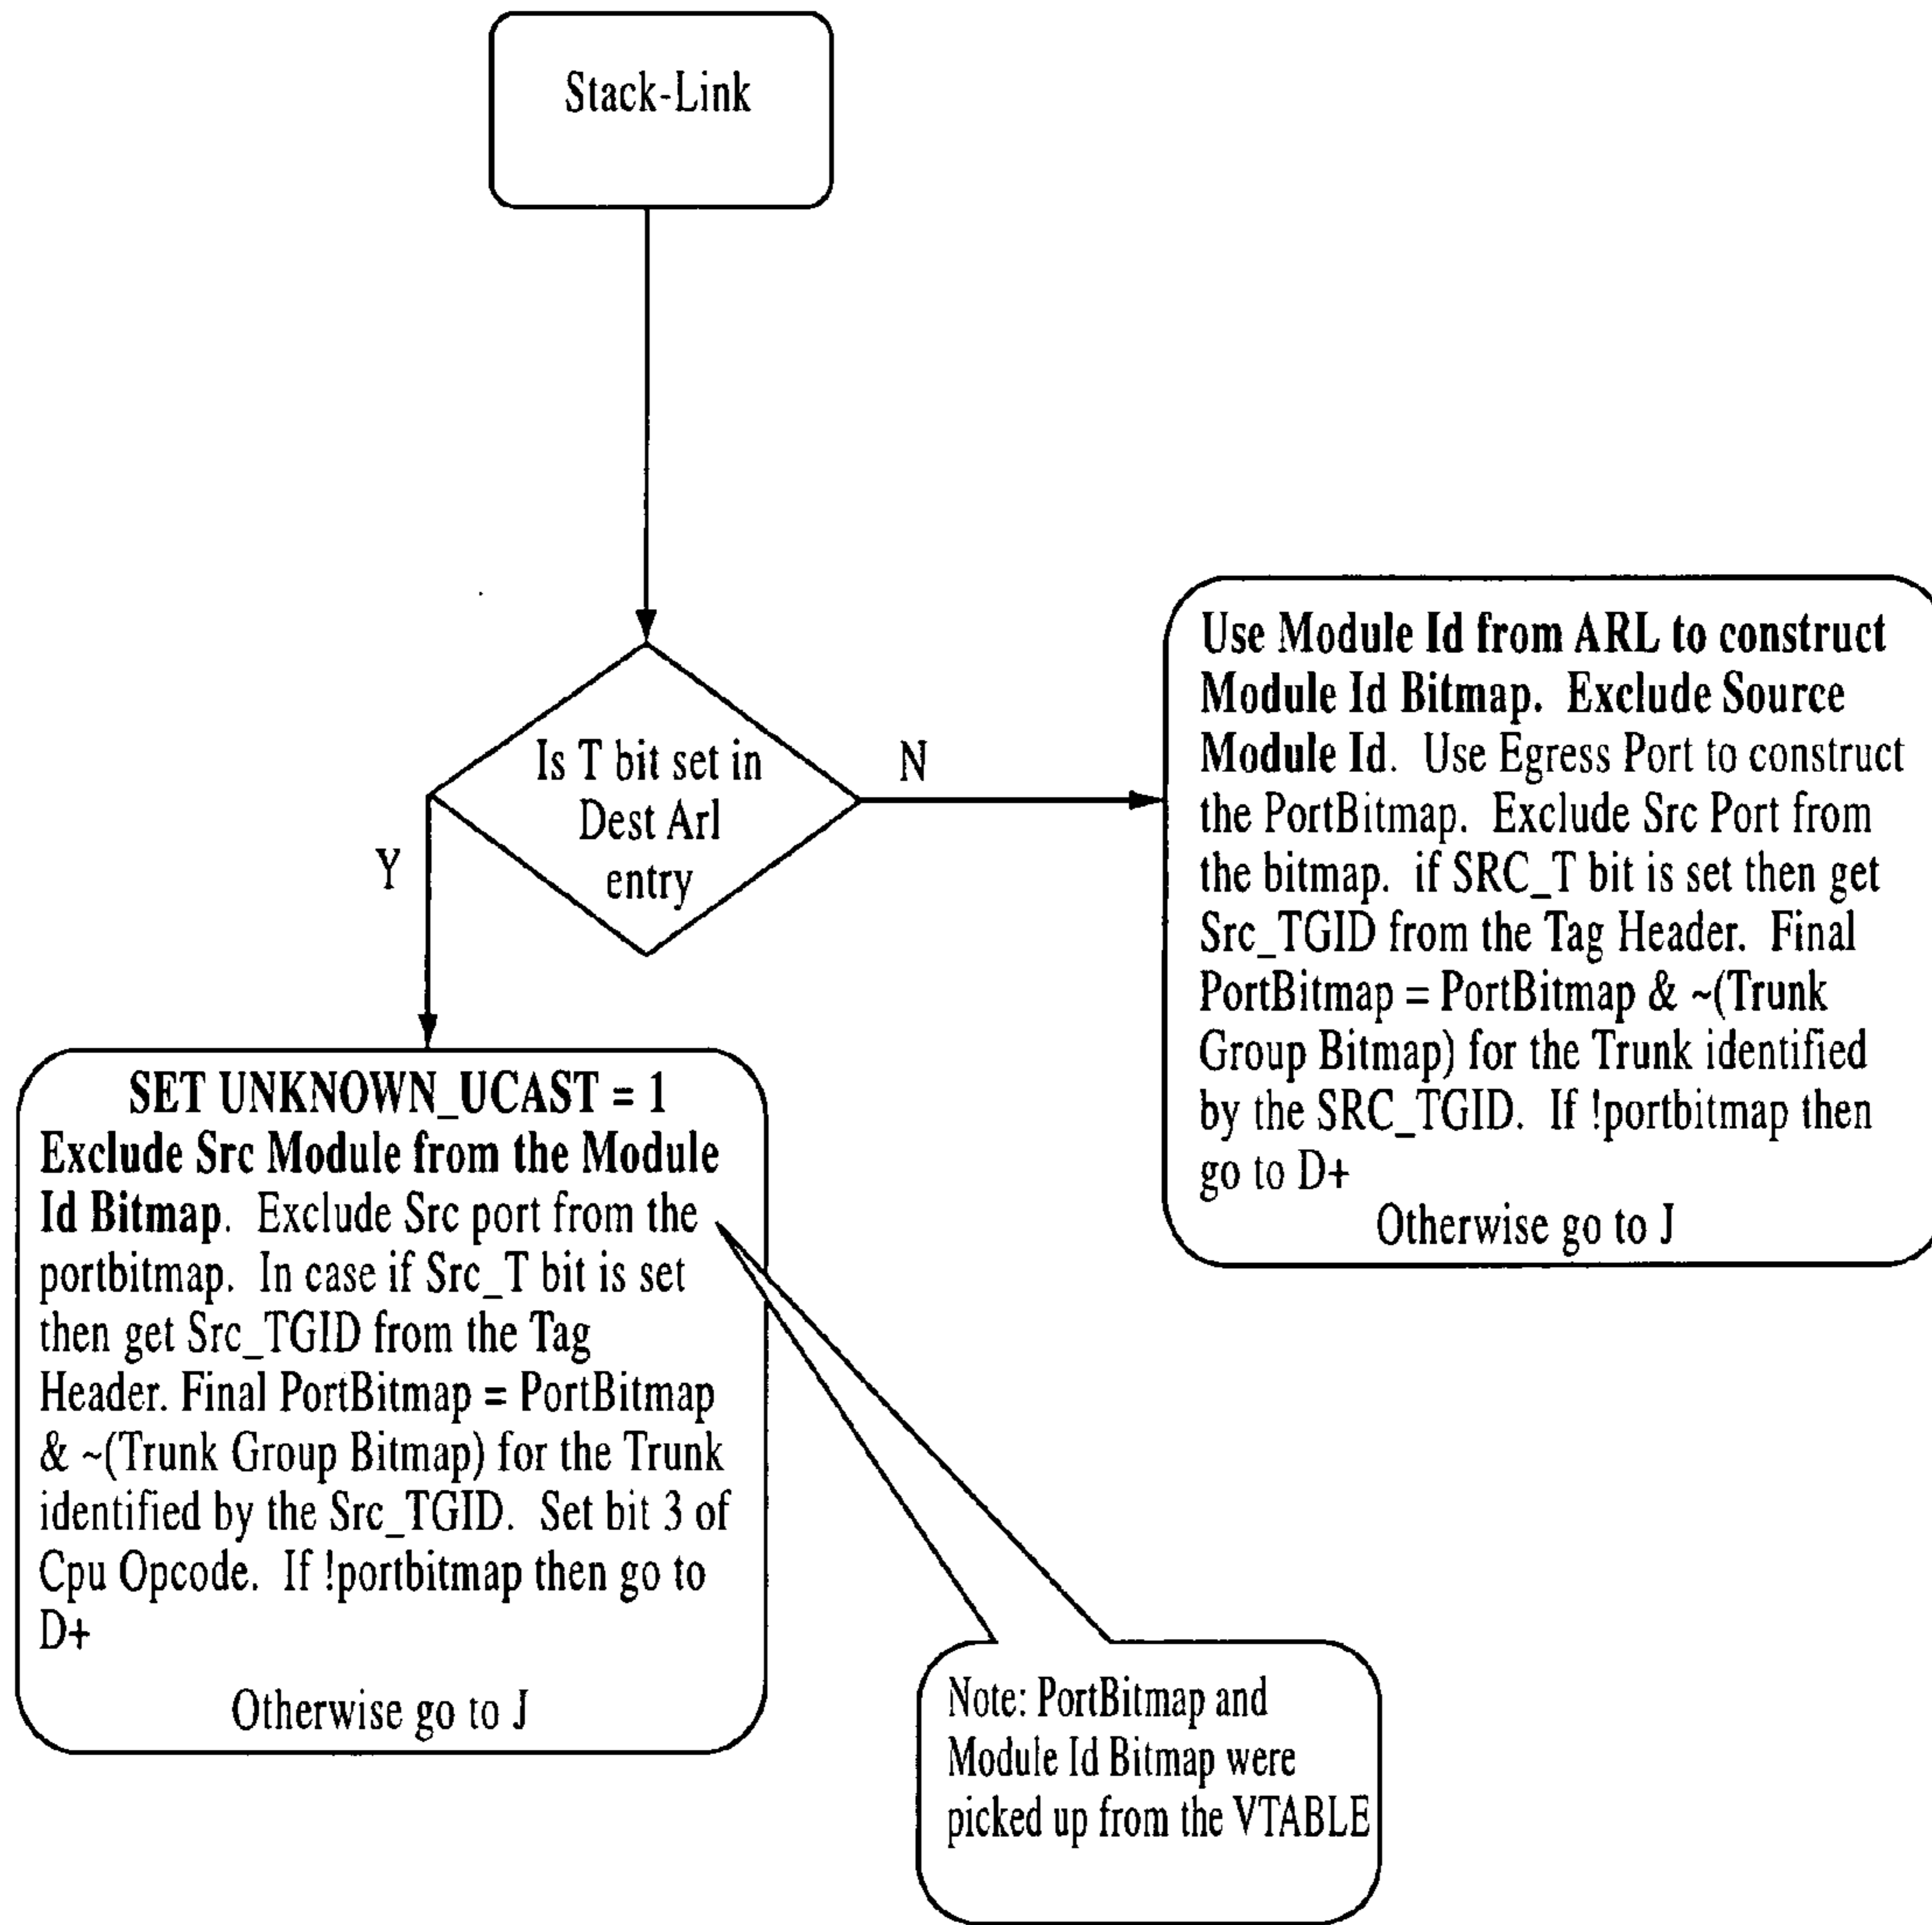 Stack-Link
Is T bit set in
Dest Arl
entry
N
Y
Use Module Id from ARL to construct
Module Id Bitmap. Exclude Source
Module Id. Use Egress Port to construct
the PortBitmap. Exclude Src Port from
the bitmap. if SRC_T bit is set then get
Src_TGID from the Tag Header. Final
PortBitmap = PortBitmap & ~(Trunk
Group Bitmap) for the Trunk identified
by the SRC_TGID. If !portbitmap then
go to D+
Otherwise go to J
SET UNKNOWN_UCAST = 1
Exclude Src Module from the Module
Id Bitmap. Exclude Src port from the
portbitmap. In case if Src_T bit is set
then get Src_TGID from the Tag
Header. Final PortBitmap = PortBitmap
& ~(Trunk Group Bitmap) for the Trunk
identified by the Src_TGID. Set bit 3 of
Cpu Opcode. If !portbitmap then go to
D+
Otherwise go to J
Note: PortBitmap and
Module Id Bitmap were
picked up from the VTABLE